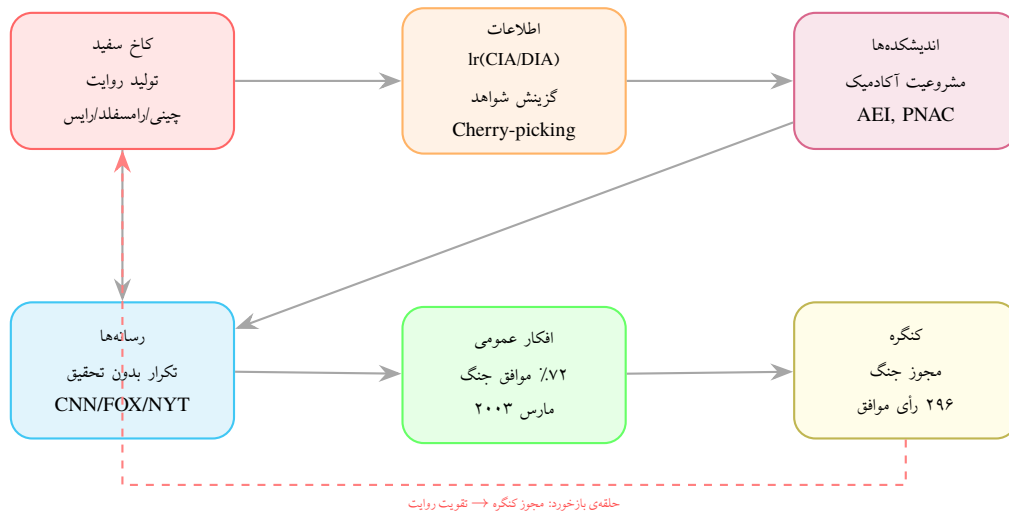 کاخ سفید
تولید روایت
چینی/رامسفلد/رایس
اطلاعات
lr(CIA/DIA)
گزینش شواهد
Cherry-picking
اندیشکده‌ها
مشروعیت آکادمیک
AEI, PNAC
رسانه‌ها
تکرار بدون تحقیق
CNN/FOX/NYT
افکار عمومی
۷۲٪ موافق جنگ
مارس ۲۰۰۳
کنگره
مجوز جنگ
۲۹۶ رأی موافق
حلقه‌ی بازخورد: مجوز کنگره → تقویت روایت